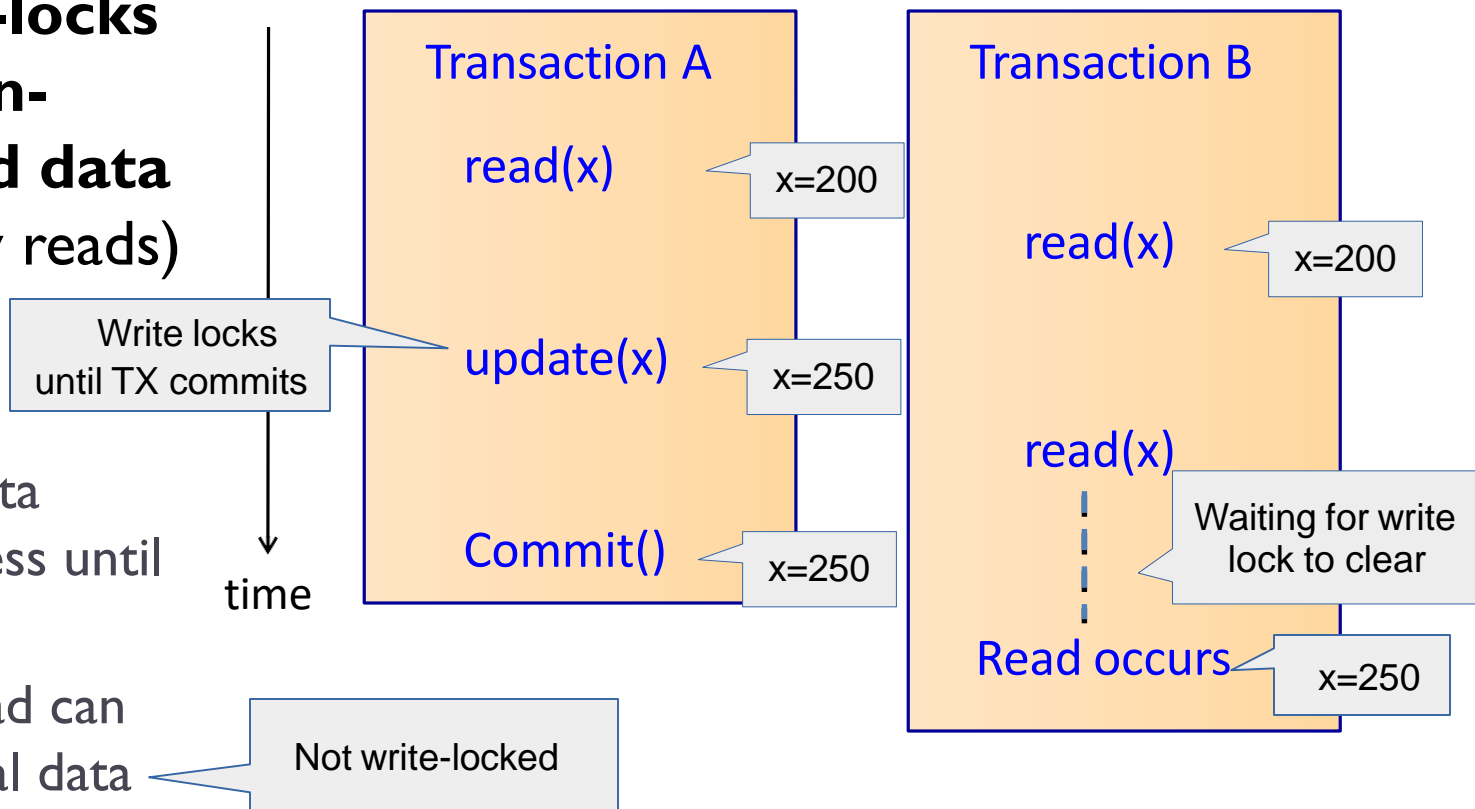 -locks
n-
d data
y reads)
Write locks
until TX commits
ta
ess until
ad can
al data
time
Transaction A
read(x)
x=200
update(x)
x=250
Commit()
x=250
Transaction B
read(x)
x=200
read(x)
Waiting for write
lock to clear
Read occurs
x=250
Not write-locked